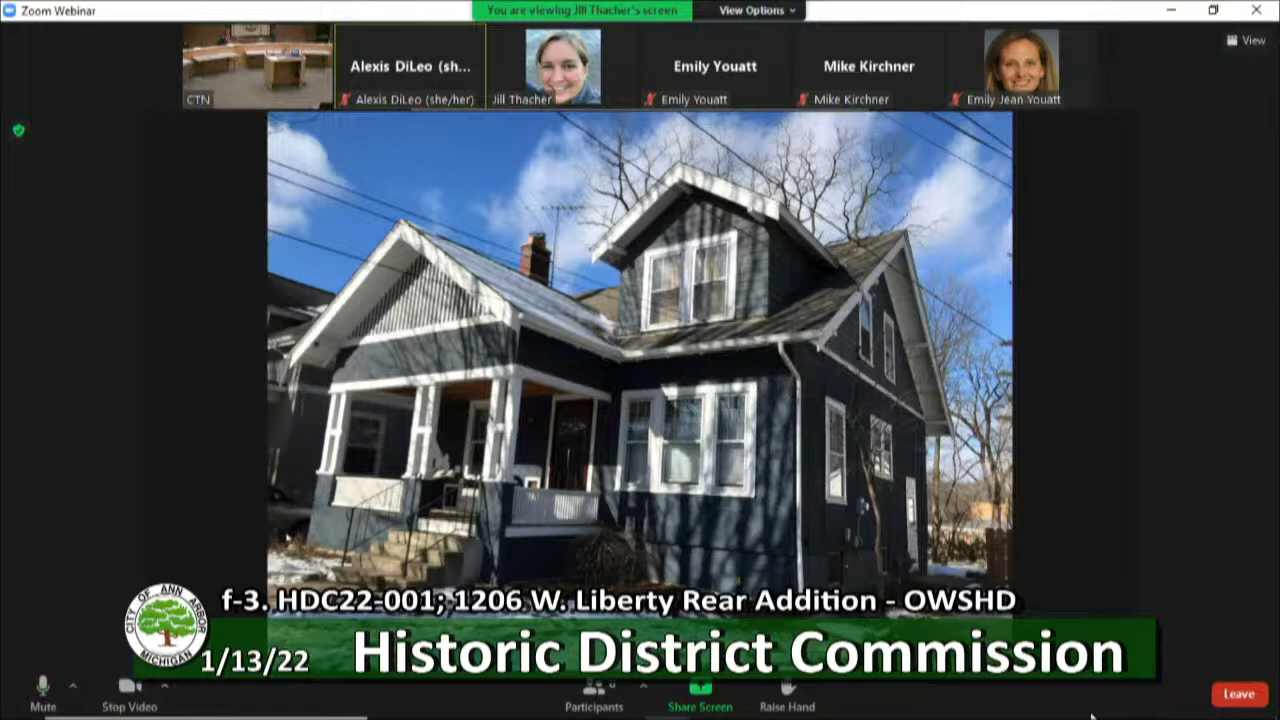 Zoom Webinar
You are viewing Jill Thacher's screen
View Options
View
Alexis DiLeo (sh...
Emily Youatt
Mike Kirchner
CTN
Alexis DiLeo (she/her)
Jill Thacher
Emily Youatt
Mike Kirchner
Emily Jean Youatt
f-3. HDC22-001; 1206 W. Liberty Rear Addition - OWSHD
CITY OF ANN ARBOR
MICHIGAN
1/13/22
Historic District Commission
Mute
Stop Video
Participants
Share Screen
Raise Hand
Leave